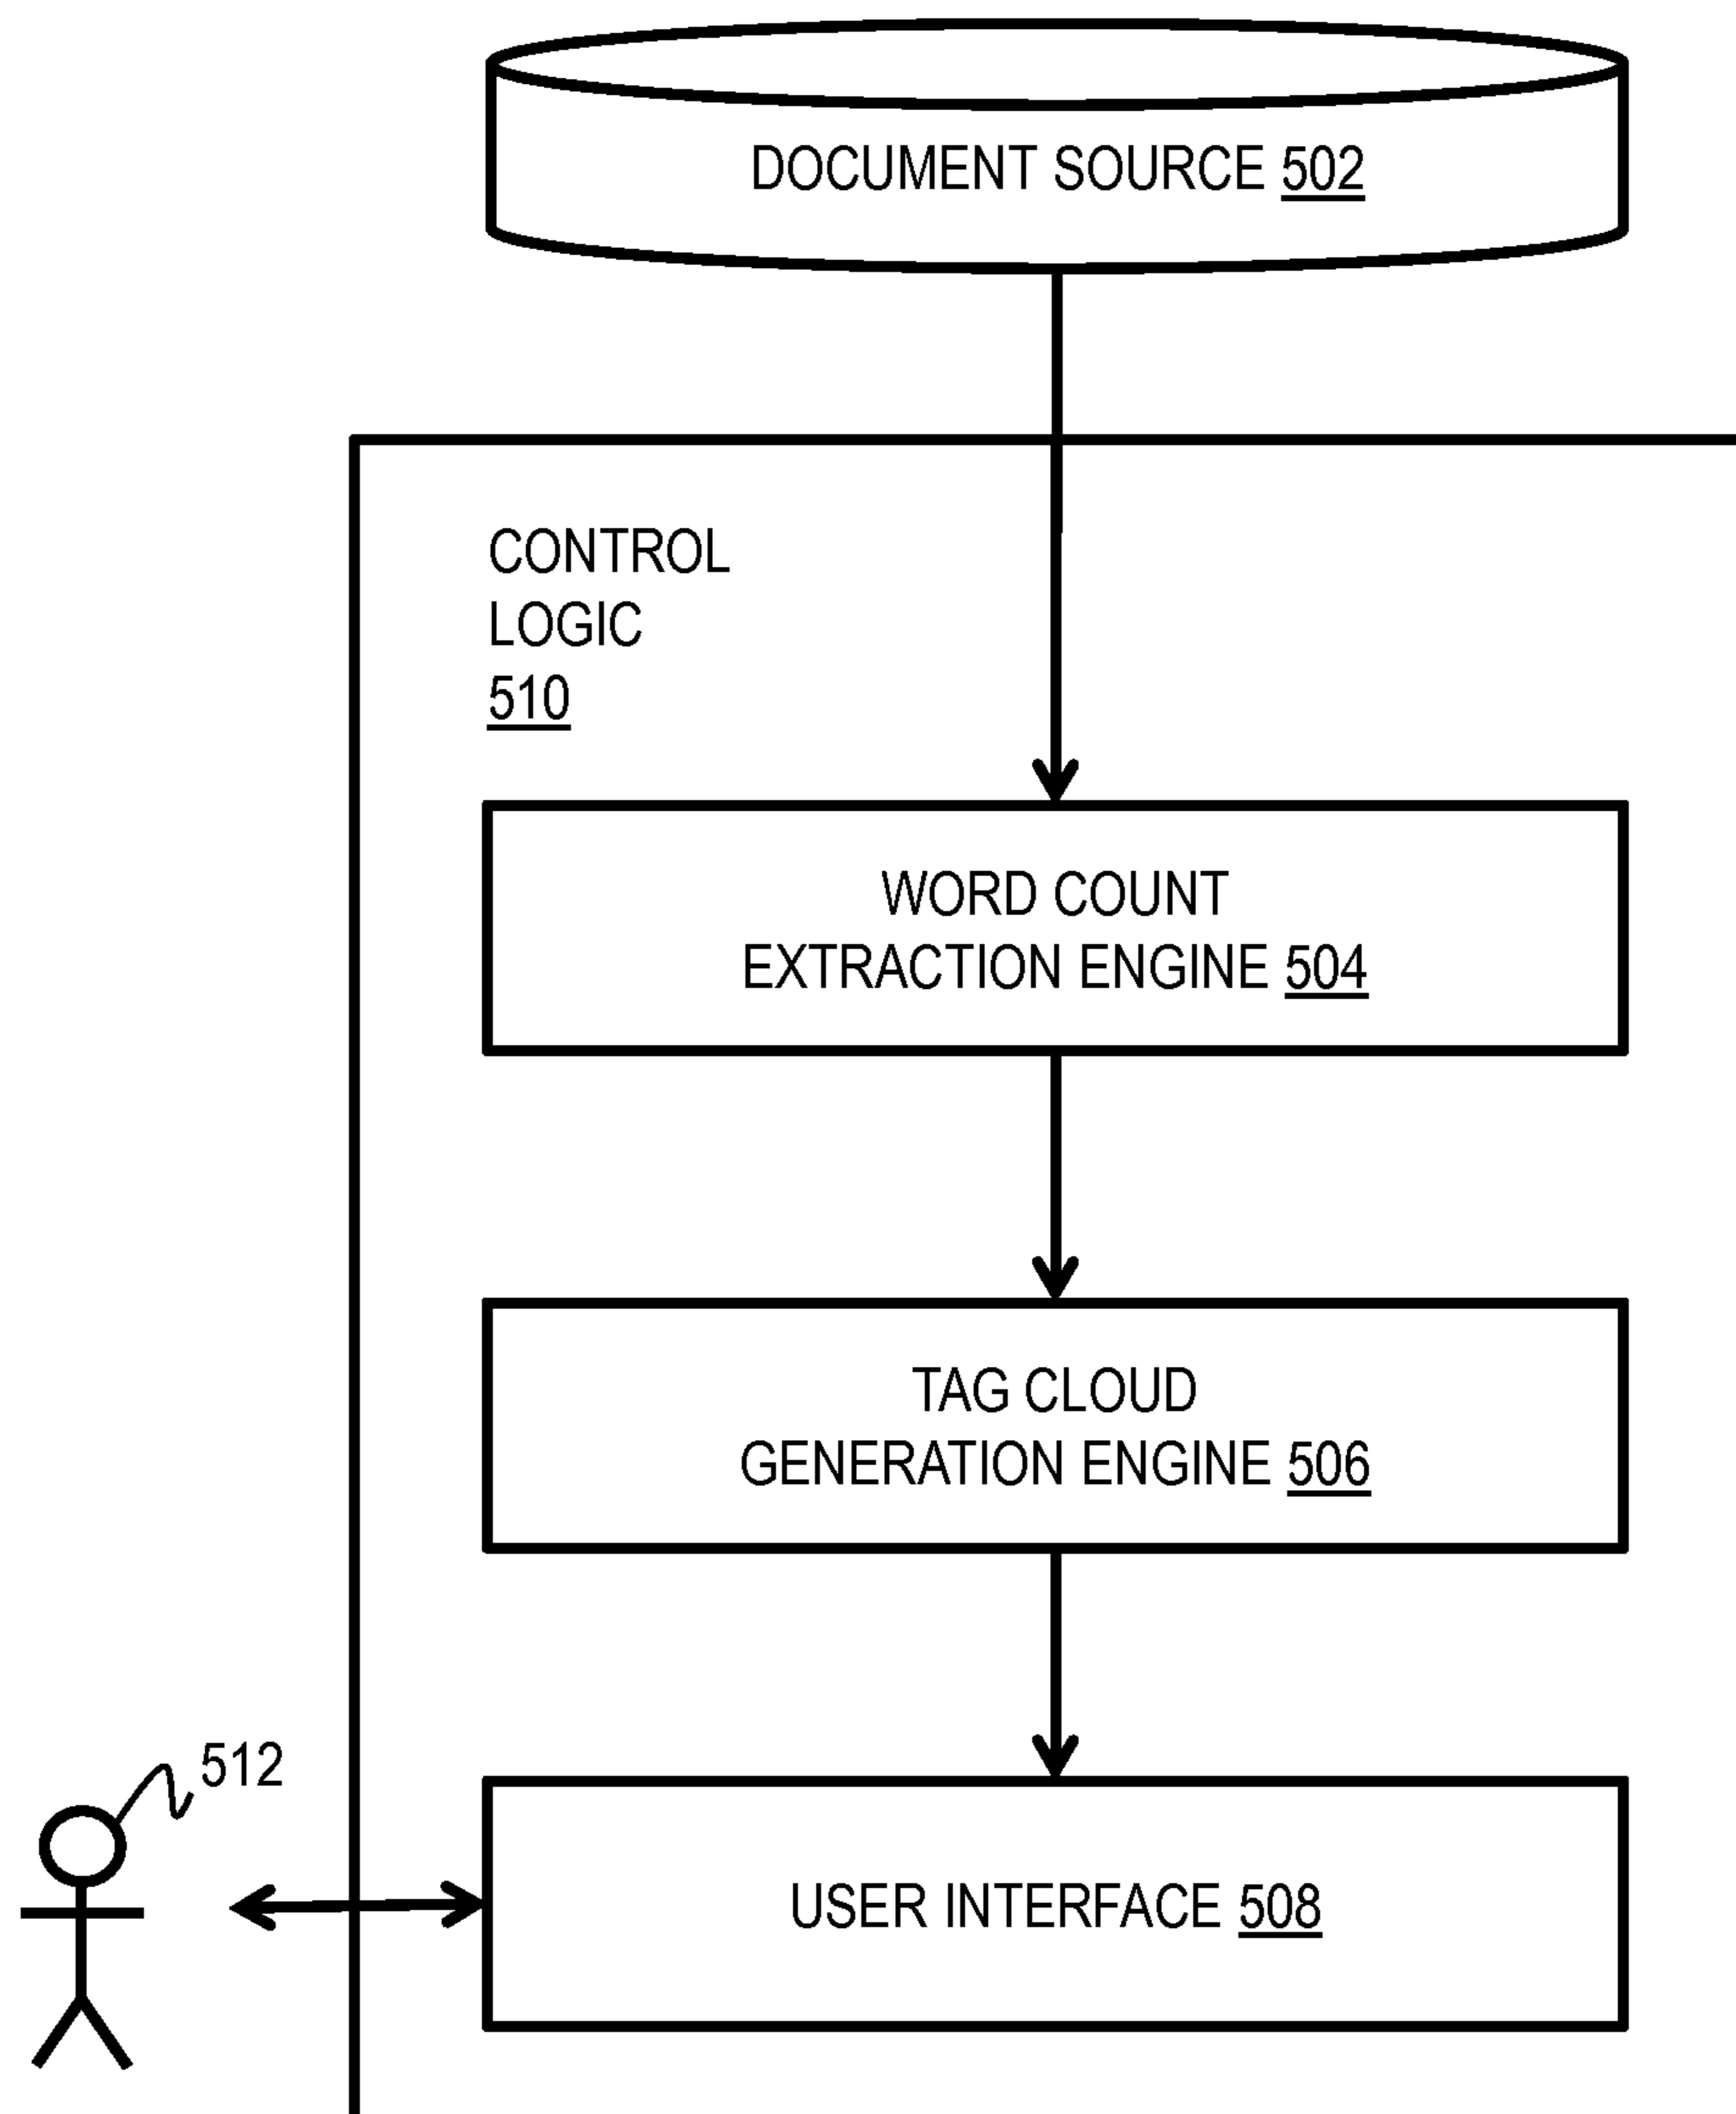 DOCUMENT SOURCE 502
CONTROL
LOGIC
510
WORD COUNT
EXTRACTION ENGINE 504
TAG CLOUD
GENERATION ENGINE 506
512
USER INTERFACE 508